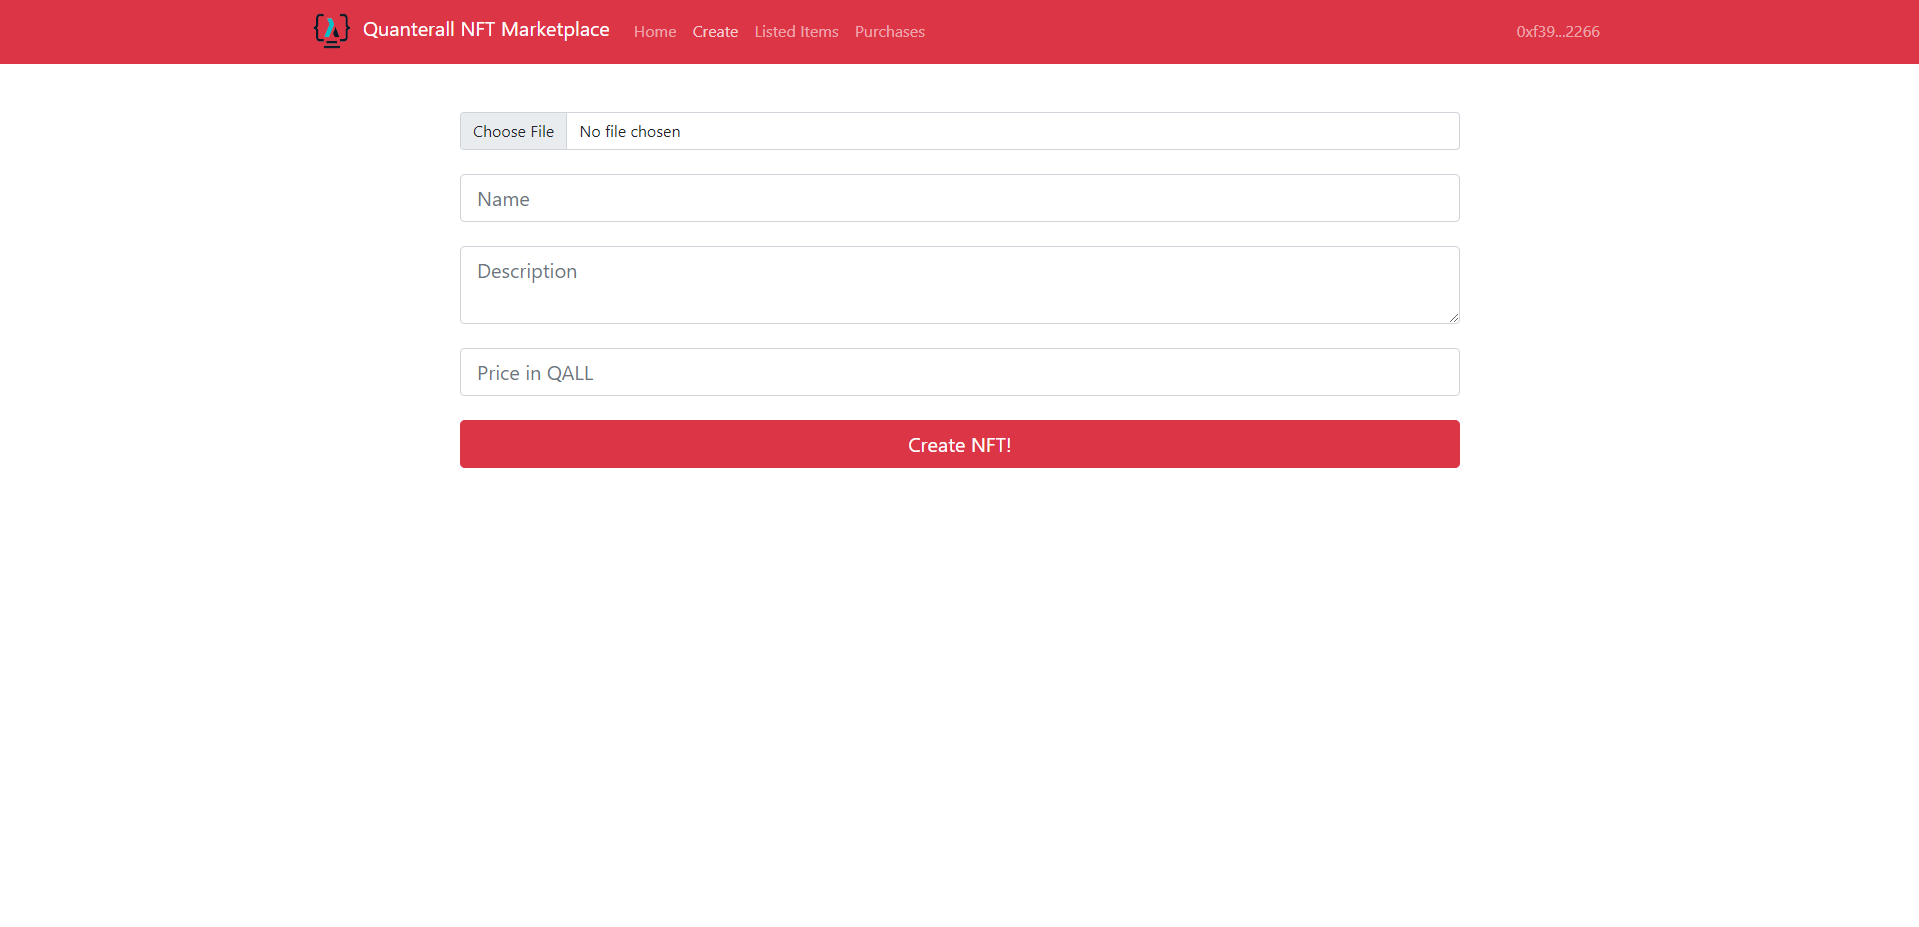 Quanterall NFT Marketplace Home Create Listed Items Purchases 0xf39...2266
Choose File No file chosen
Name
Description
Price in QALL
Create NFT!